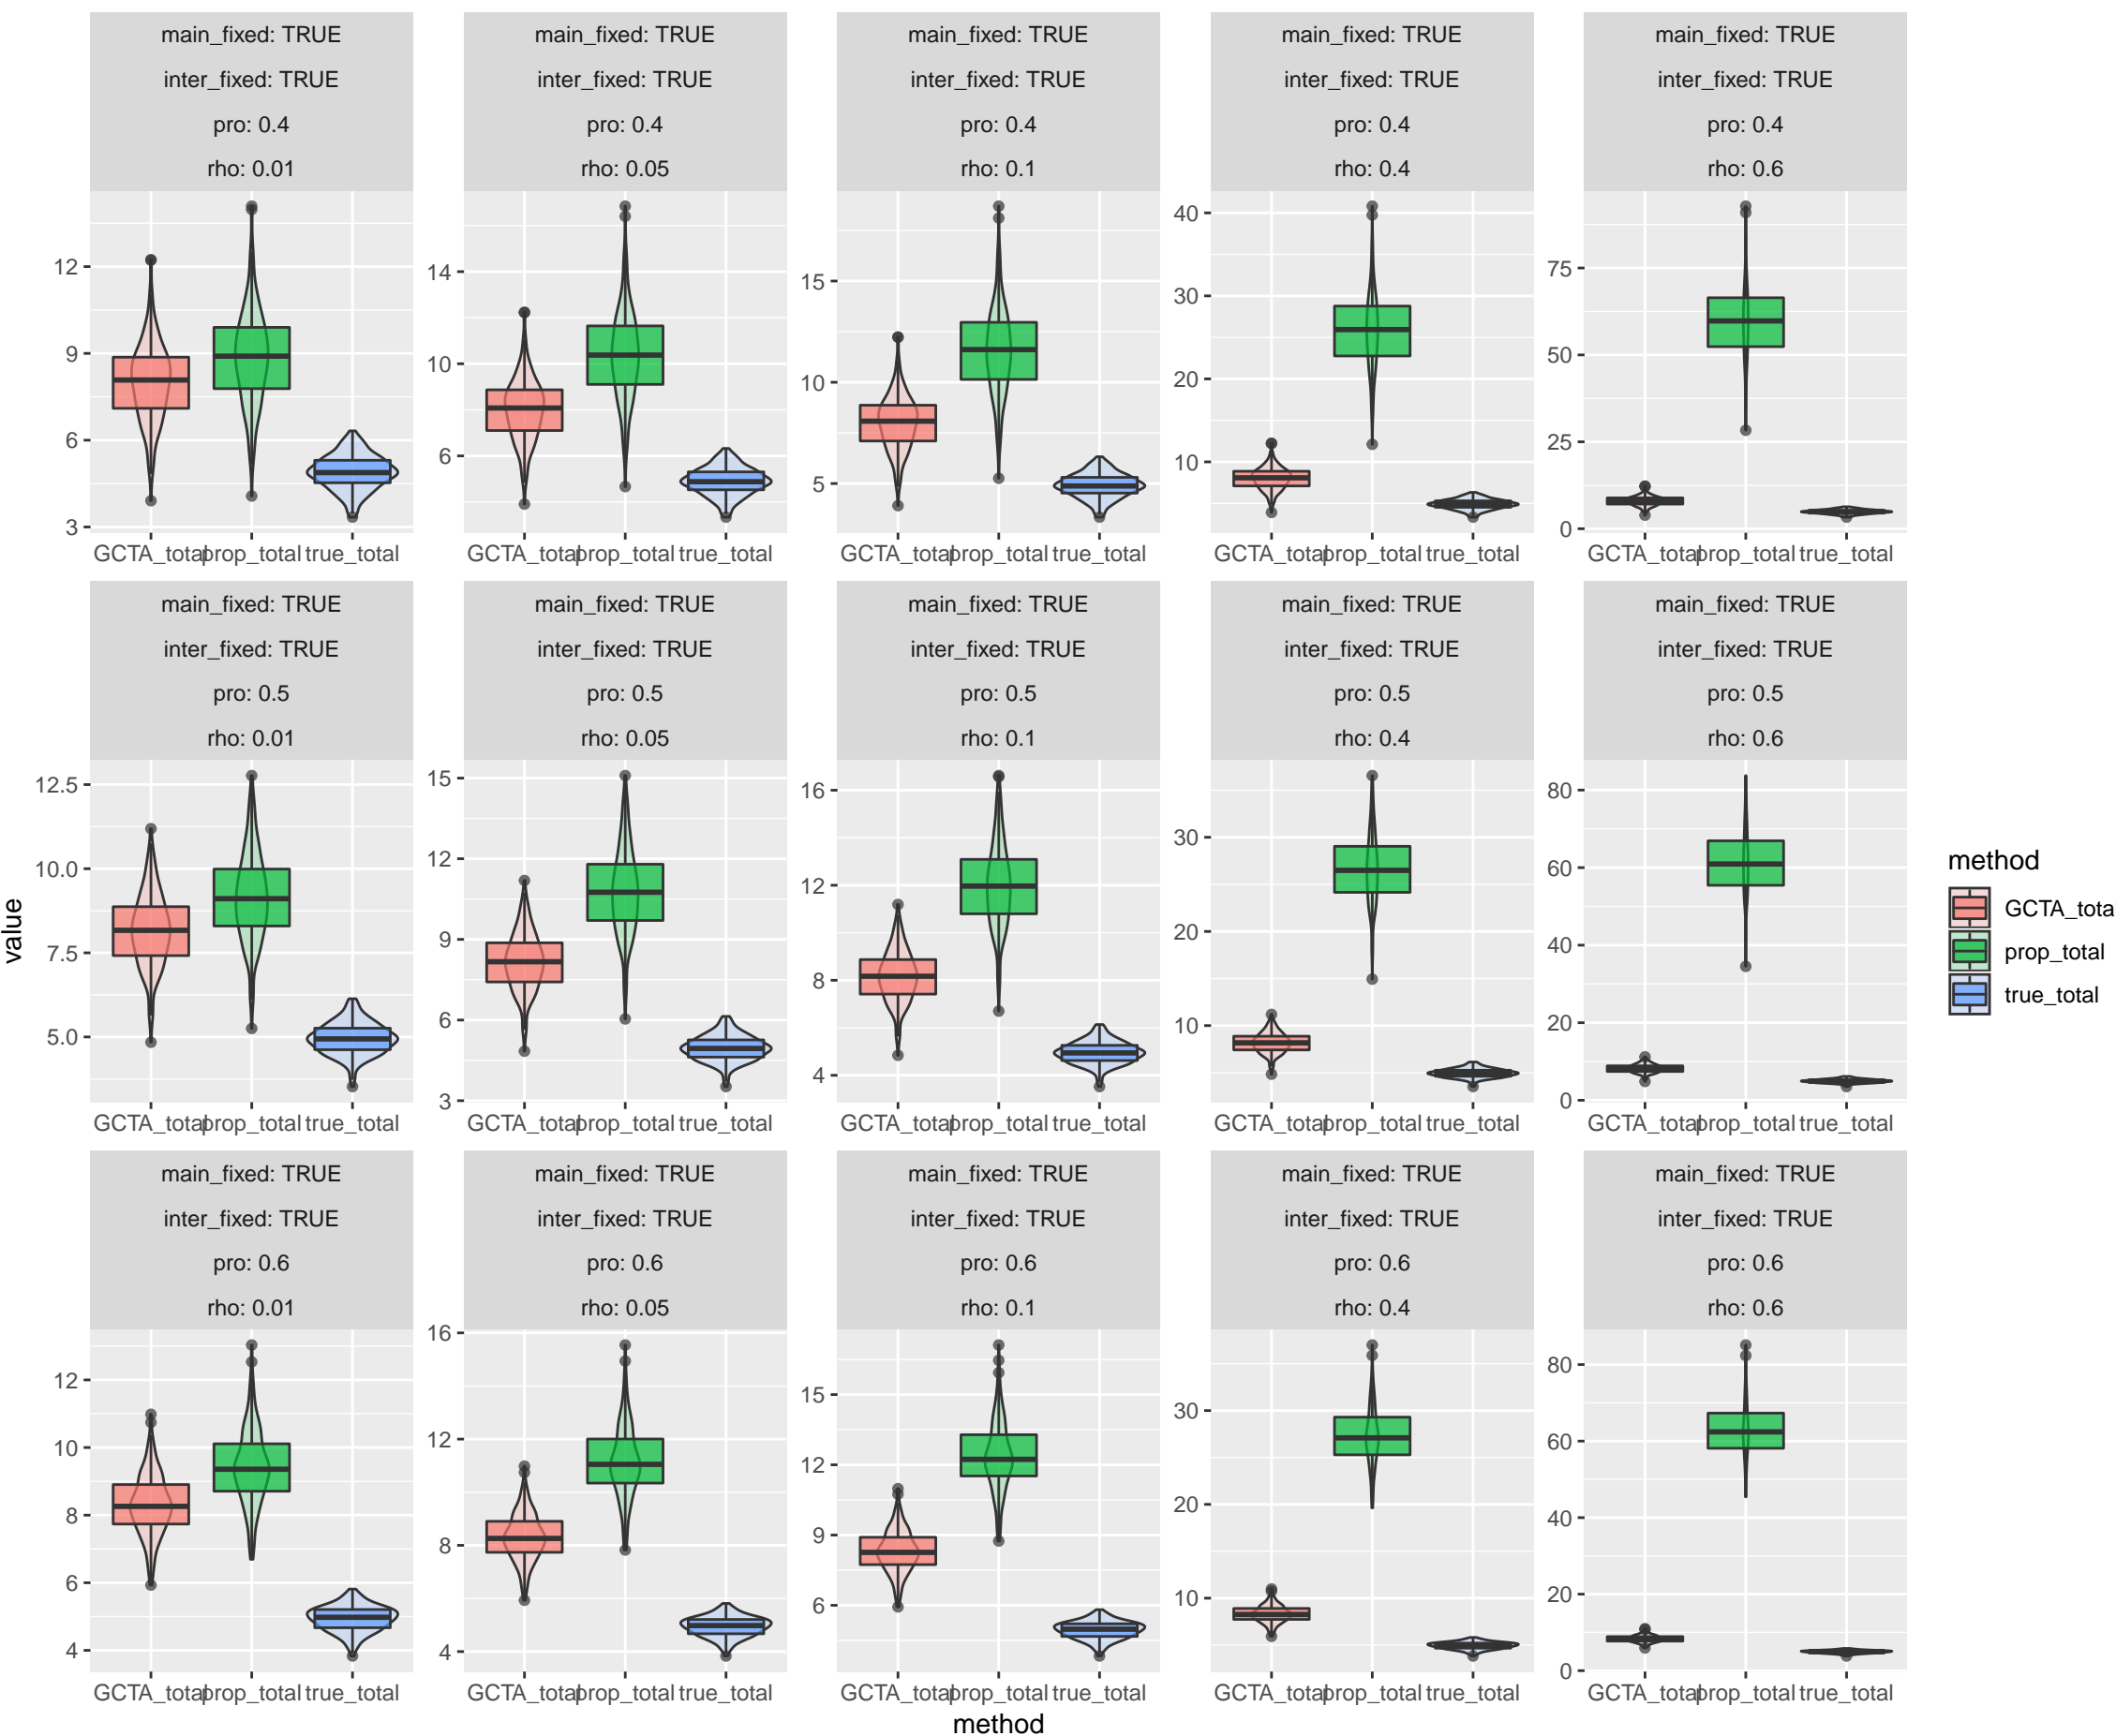 main_fixed: TRUE main_fixed: TRUE main_fixed: TRUE main_fixed: TRUE main_fixed: TRUE
inter_fixed: TRUE inter_fixed: TRUE inter_fixed: TRUE inter_fixed: TRUE inter_fixed: TRUE
pro: 0.4 pro: 0.4 pro: 0.4 pro: 0.4 pro: 0.4
rho: 0.01 rho: 0.05 rho: 0.1 rho: 0.4 rho: 0.6
12
9
6
3
14
10
6
15
10
5
40
30
20
10
75
50
25
0
GCTA_total prop_total true_total GCTA_total prop_total true_total GCTA_total prop_total true_total GCTA_total prop_total true_total GCTA_total prop_total true_total
main_fixed: TRUE main_fixed: TRUE main_fixed: TRUE main_fixed: TRUE main_fixed: TRUE
inter_fixed: TRUE inter_fixed: TRUE inter_fixed: TRUE inter_fixed: TRUE inter_fixed: TRUE
pro: 0.5 pro: 0.5 pro: 0.5 pro: 0.5 pro: 0.5
rho: 0.01 rho: 0.05 rho: 0.1 rho: 0.4 rho: 0.6
12.5
10.0
7.5
5.0
15
12
9
6
3
16
12
8
4
30
20
10
80
60
40
20
0
GCTA_total prop_total true_total GCTA_total prop_total true_total GCTA_total prop_total true_total GCTA_total prop_total true_total GCTA_total prop_total true_total
main_fixed: TRUE main_fixed: TRUE main_fixed: TRUE main_fixed: TRUE main_fixed: TRUE
inter_fixed: TRUE inter_fixed: TRUE inter_fixed: TRUE inter_fixed: TRUE inter_fixed: TRUE
pro: 0.6 pro: 0.6 pro: 0.6 pro: 0.6 pro: 0.6
rho: 0.01 rho: 0.05 rho: 0.1 rho: 0.4 rho: 0.6
12
10
8
6
4
16
12
8
4
15
12
9
6
30
20
10
80
60
40
20
0
GCTA_total prop_total true_total GCTA_total prop_total true_total GCTA_total prop_total true_total GCTA_total prop_total true_total GCTA_total prop_total true_total
method
value
method
GCTA_tota
prop_total
true_total